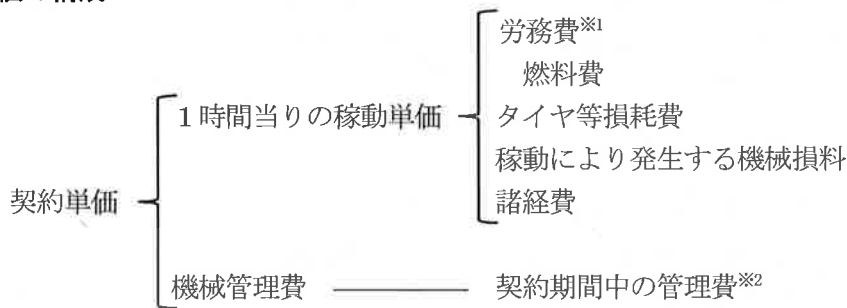 労務費※1
燃料費
1時間当りの稼動単価
タイヤ等損耗費
稼動により発生する機械損料
契約単価
諸経費
機械管理費
契約期間中の管理費※2